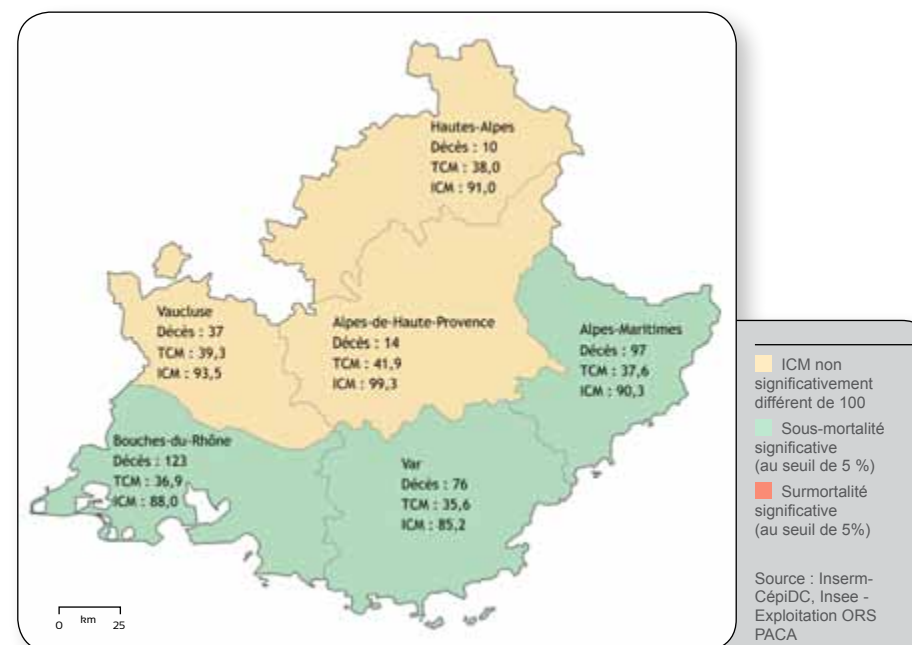 Hautes-Alpes
Décès : 10
TCM : 38,0
ICM : 91,0
Vaucluse
Décès : 37
TCM : 39,3
ICM : 93,5
Alpes-de-Haute-Provence
Décès : 14
TCM : 41,9
ICM : 99,3
Alpes-Maritimes
Décès : 97
TCM : 37,6
ICM : 90,3
Bouches-du-Rhône
Décès : 123
TCM : 36,9
ICM : 88,0
Var
Décès : 76
TCM : 35,6
ICM : 85,2
0 km 25
ICM non
significativement
différent de 100
Sous-mortalité
significative
(au seuil de 5 %)
Surmortalité
significative
(au seuil de 5%)
Source : Inserm-
CépiDC, Insee -
Exploitation ORS
PACA